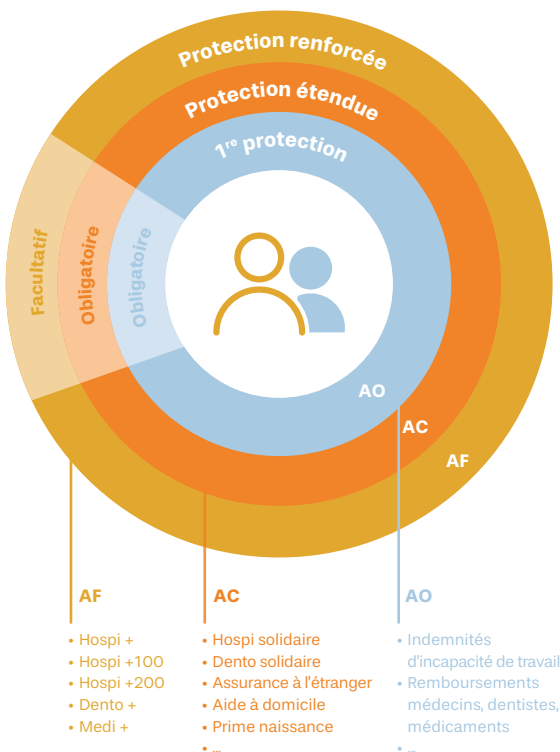 Protection renforcée
Protection étendue
1re protection
Facultatif
Obligatoire
Obligatoire
AO
AC
AF
AF
• Hospi +
• Hospi +100
• Hospi +200
• Dento +
• Medi +
AC
• Hospi solidaire
• Dento solidaire
• Assurance à l'étranger
• Aide à domicile
• Prime naissance
• ...
AO
• Indemnités
d'incapacité de travail
• Remboursements
médecins, dentistes,
médicaments
• ...